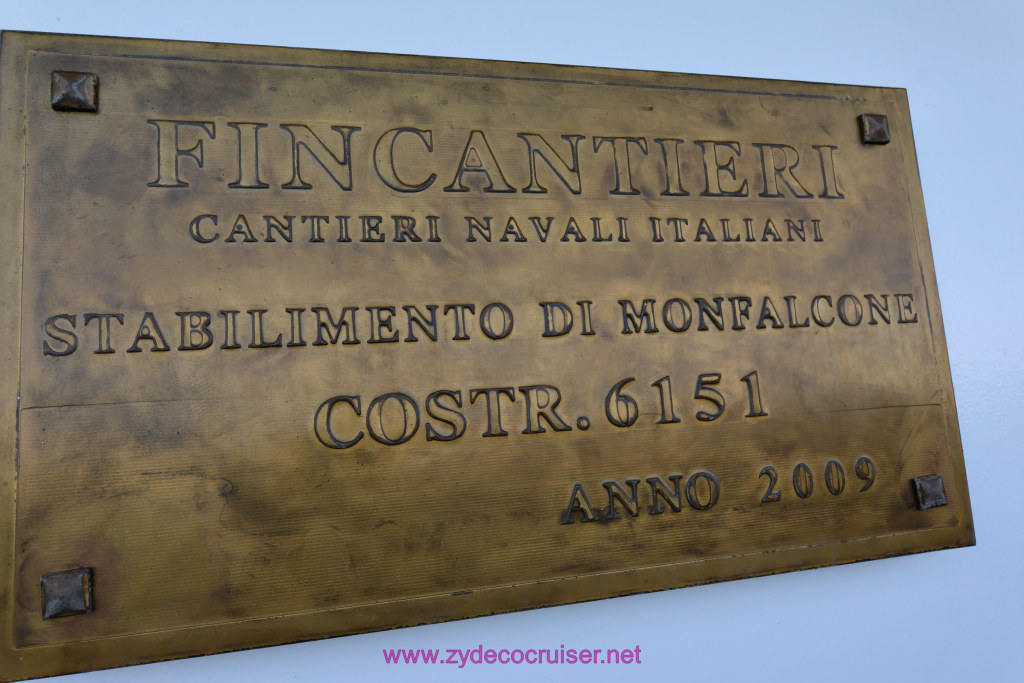 FINCANTIERI
CANTIERI NAVALI ITALIANI
STABILIMENTO DI MONFALCONE
COSTR. 6151
ANNO 2009
www.zydecocruiser.net